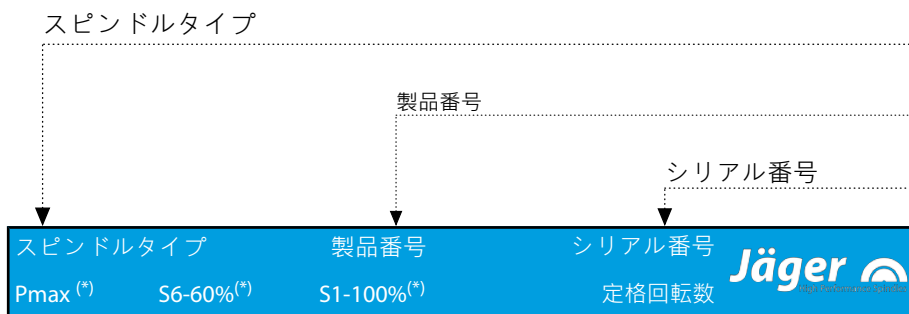 スピンドルタイプ
製品番号
シリアル番号
スピンドルタイプ 製品番号 シリアル番号
Jäger
Pmax (*) S6-60%(*) S1-100%(*) 定格回転数